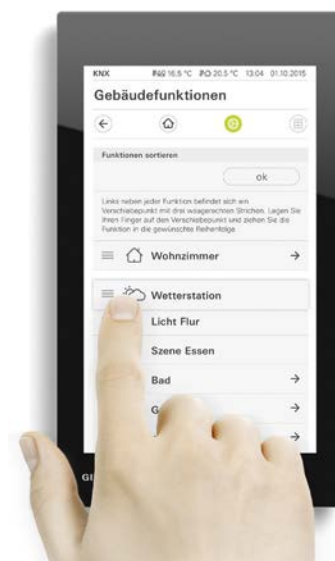 KNX 16.5 °C 20.5 °C 13:04 01.10.2015
Gebäudefunktionen
Funktionen sortieren
ok
Links neben jeder Funktion befindet sich ein
Verschiebepunkt mit drei waagerechten Strichen. Legen Sie
Ihren Finger auf den Verschiebepunkt und ziehen Sie die
Funktion in die gewünschte Reihenfolge.
Wohnzimmer
Wetterstation
Licht Flur
Szene Essen
Bad